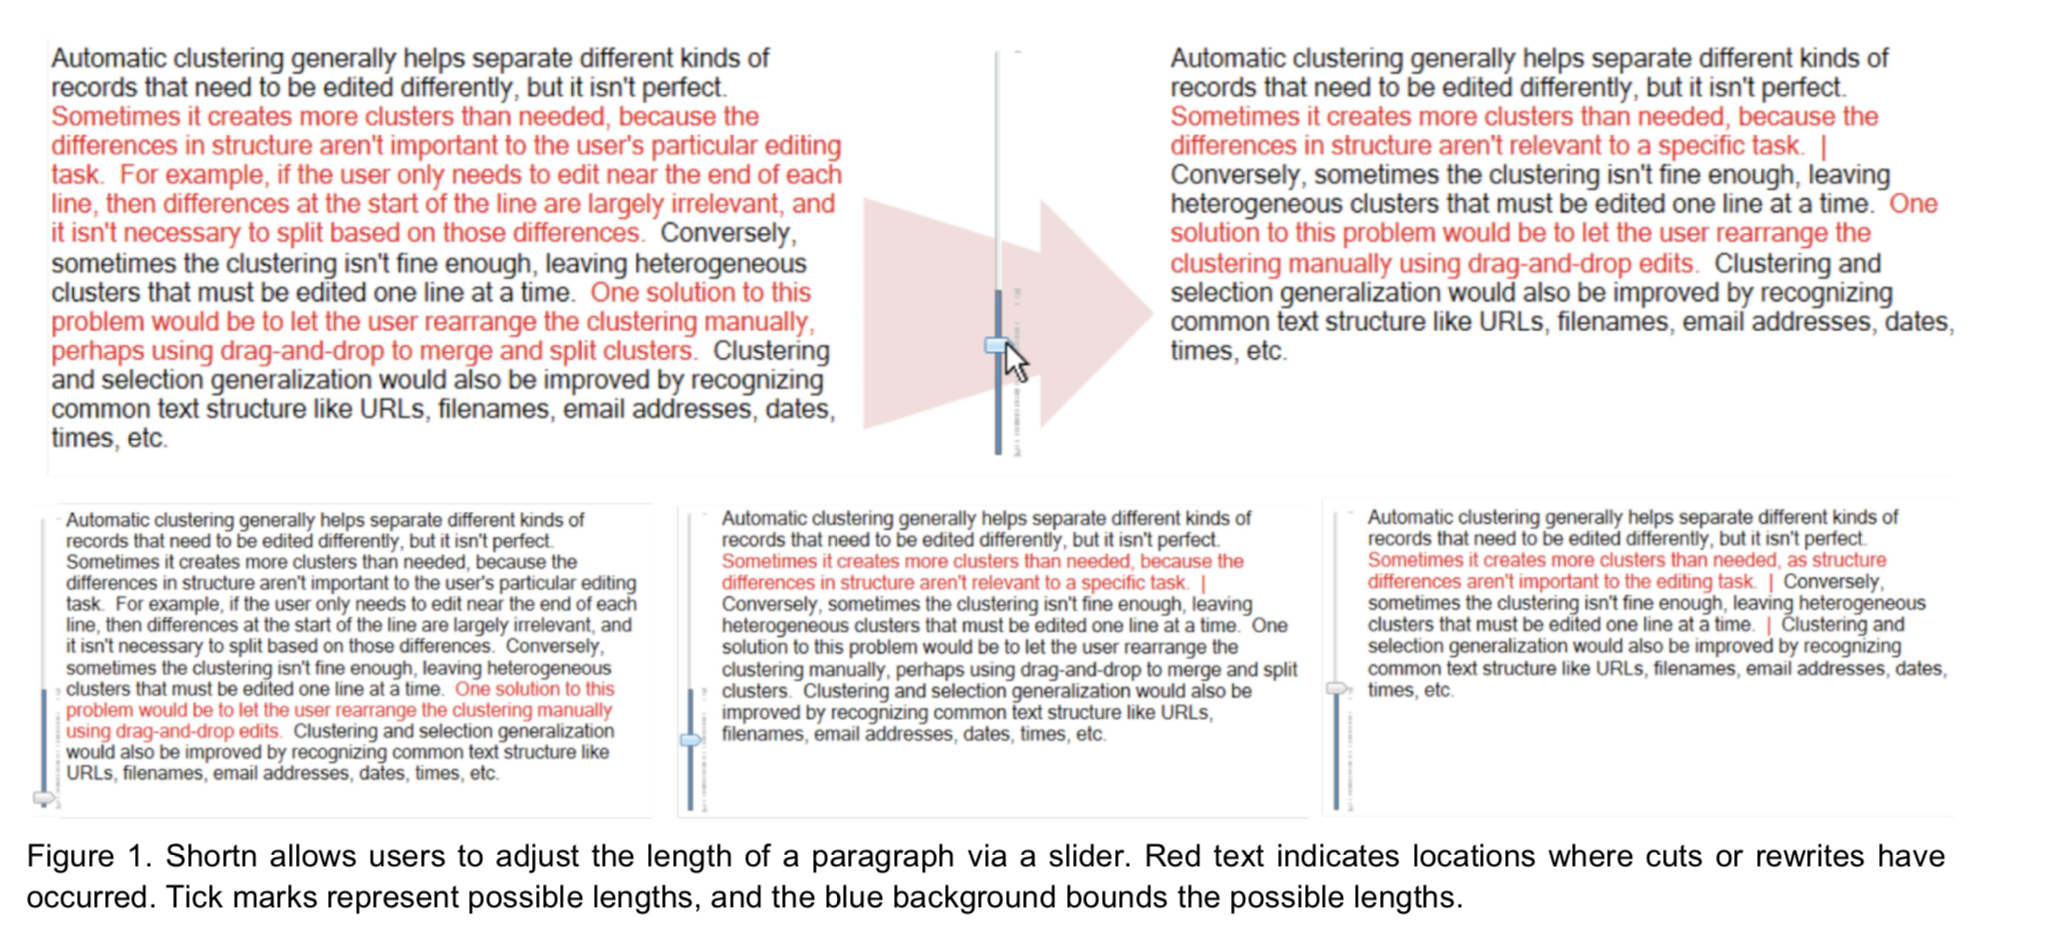 Automatic clustering generally helps separate different kinds of
records that need to be edited differently, but it isn't perfect.
Sometimes it creates more clusters than needed, because the
differences in structure aren't important to the user's particular editing
task.  For example, if the user only needs to edit near the end of each
line, then differences at the start of the line are largely irrelevant, and
it isn't necessary to split based on those differences.  Conversely,
sometimes the clustering isn't fine enough, leaving heterogeneous
clusters that must be edited one line at a time.  One solution to this
problem would be to let the user rearrange the clustering manually,
perhaps using drag-and-drop to merge and split clusters.  Clustering
and selection generalization would also be improved by recognizing
common text structure like URLs, filenames, email addresses, dates,
times, etc.
Automatic clustering generally helps separate different kinds of
records that need to be edited differently, but it isn't perfect.
Sometimes it creates more clusters than needed, because the
differences in structure aren't relevant to a specific task.  |
Conversely, sometimes the clustering isn't fine enough, leaving
heterogeneous clusters that must be edited one line at a time.  One
solution to this problem would be to let the user rearrange the
clustering manually using drag-and-drop edits.  Clustering and
selection generalization would also be improved by recognizing
common text structure like URLs, filenames, email addresses, dates,
times, etc.
Automatic clustering generally helps separate different kinds of
records that need to be edited differently, but it isn't perfect.
Sometimes it creates more clusters than needed, because the
differences in structure aren't important to the user's particular editing
task.  For example, if the user only needs to edit near the end of each
line, then differences at the start of the line are largely irrelevant, and
it isn't necessary to split based on those differences.  Conversely,
sometimes the clustering isn't fine enough, leaving heterogeneous
clusters that must be edited one line at a time.  One solution to this
problem would be to let the user rearrange the clustering manually
using drag-and-drop edits.  Clustering and selection generalization
would also be improved by recognizing common text structure like
URLs, filenames, email addresses, dates, times, etc.
Automatic clustering generally helps separate different kinds of
records that need to be edited differently, but it isn't perfect.
Sometimes it creates more clusters than needed, because the
differences in structure aren't relevant to a specific task.  |
Conversely, sometimes the clustering isn't fine enough, leaving
heterogeneous clusters that must be edited one line at a time.  One
solution to this problem would be to let the user rearrange the
clustering manually, perhaps using drag-and-drop to merge and split
clusters.  Clustering and selection generalization would also be
improved by recognizing common text structure like URLs,
filenames, email addresses, dates, times, etc.
Automatic clustering generally helps separate different kinds of
records that need to be edited differently, but it isn't perfect.
Sometimes it creates more clusters than needed, as structure
differences aren't important to the editing task.  |  Conversely,
sometimes the clustering isn't fine enough, leaving heterogeneous
clusters that must be edited one line at a time.  |  Clustering and
selection generalization would also be improved by recognizing
common text structure like URLs, filenames, email addresses, dates,
times, etc.
Figure 1. Shortn allows users to adjust the length of a paragraph via a slider. Red text indicates locations where cuts or rewrites have
occurred. Tick marks represent possible lengths, and the blue background bounds the possible lengths.